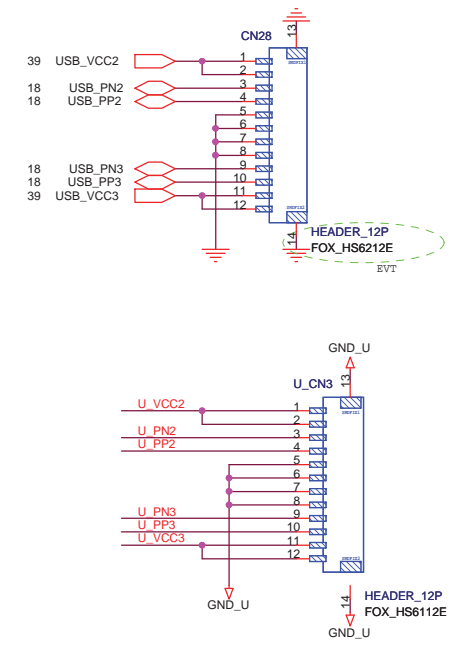 13
CN28
39 USB_VCC2 1
2
18 USB_PN2 3
18 USB_PP2 4
5
6
7
8
18 USB_PN3 9
18 USB_PP3 10
39 USB_VCC3 11
12
14
HEADER_12P
FOX_HS6212E
EVT
GND_U
13
U_CN3
U_VCC2 1
2
U_PN2 3
U_PP2 4
5
6
7
8
U_PN3 9
U_PP3 10
U_VCC3 11
12
GND_U
14
HEADER_12P
FOX_HS6112E
GND_U